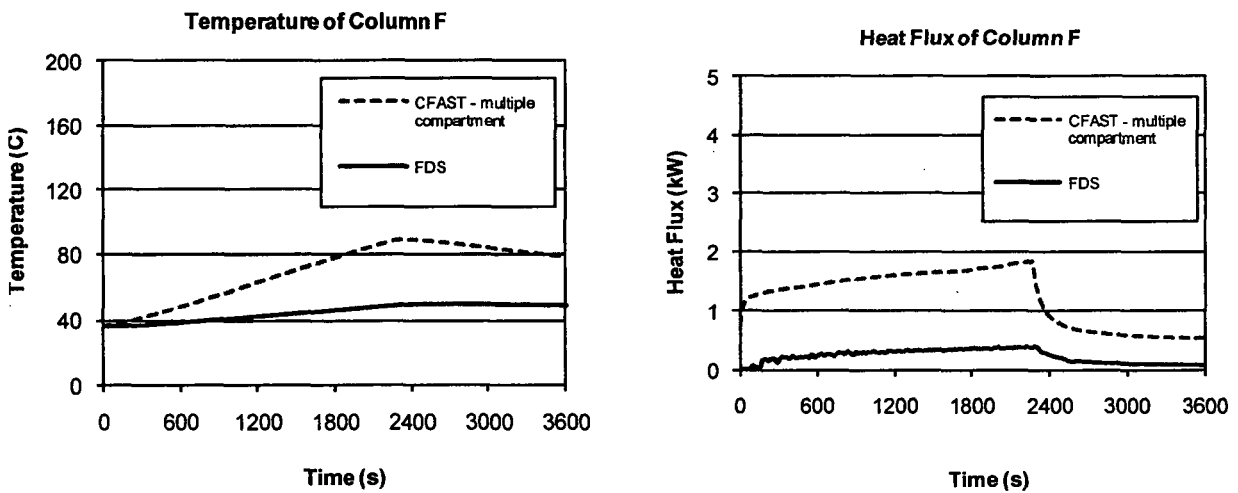 Temperature of Column F
200
160
120
80
40
0
Temperature (C)
CFAST - multiple
compartment
FDS
0 600 1200 1800 2400 3000 3600
Time (s)
Heat Flux of Column F
5
4
3
2
1
0
Heat Flux (kW)
CFAST - multiple
compartment
FDS
0 600 1200 1800 2400 3000 3600
Time (s)